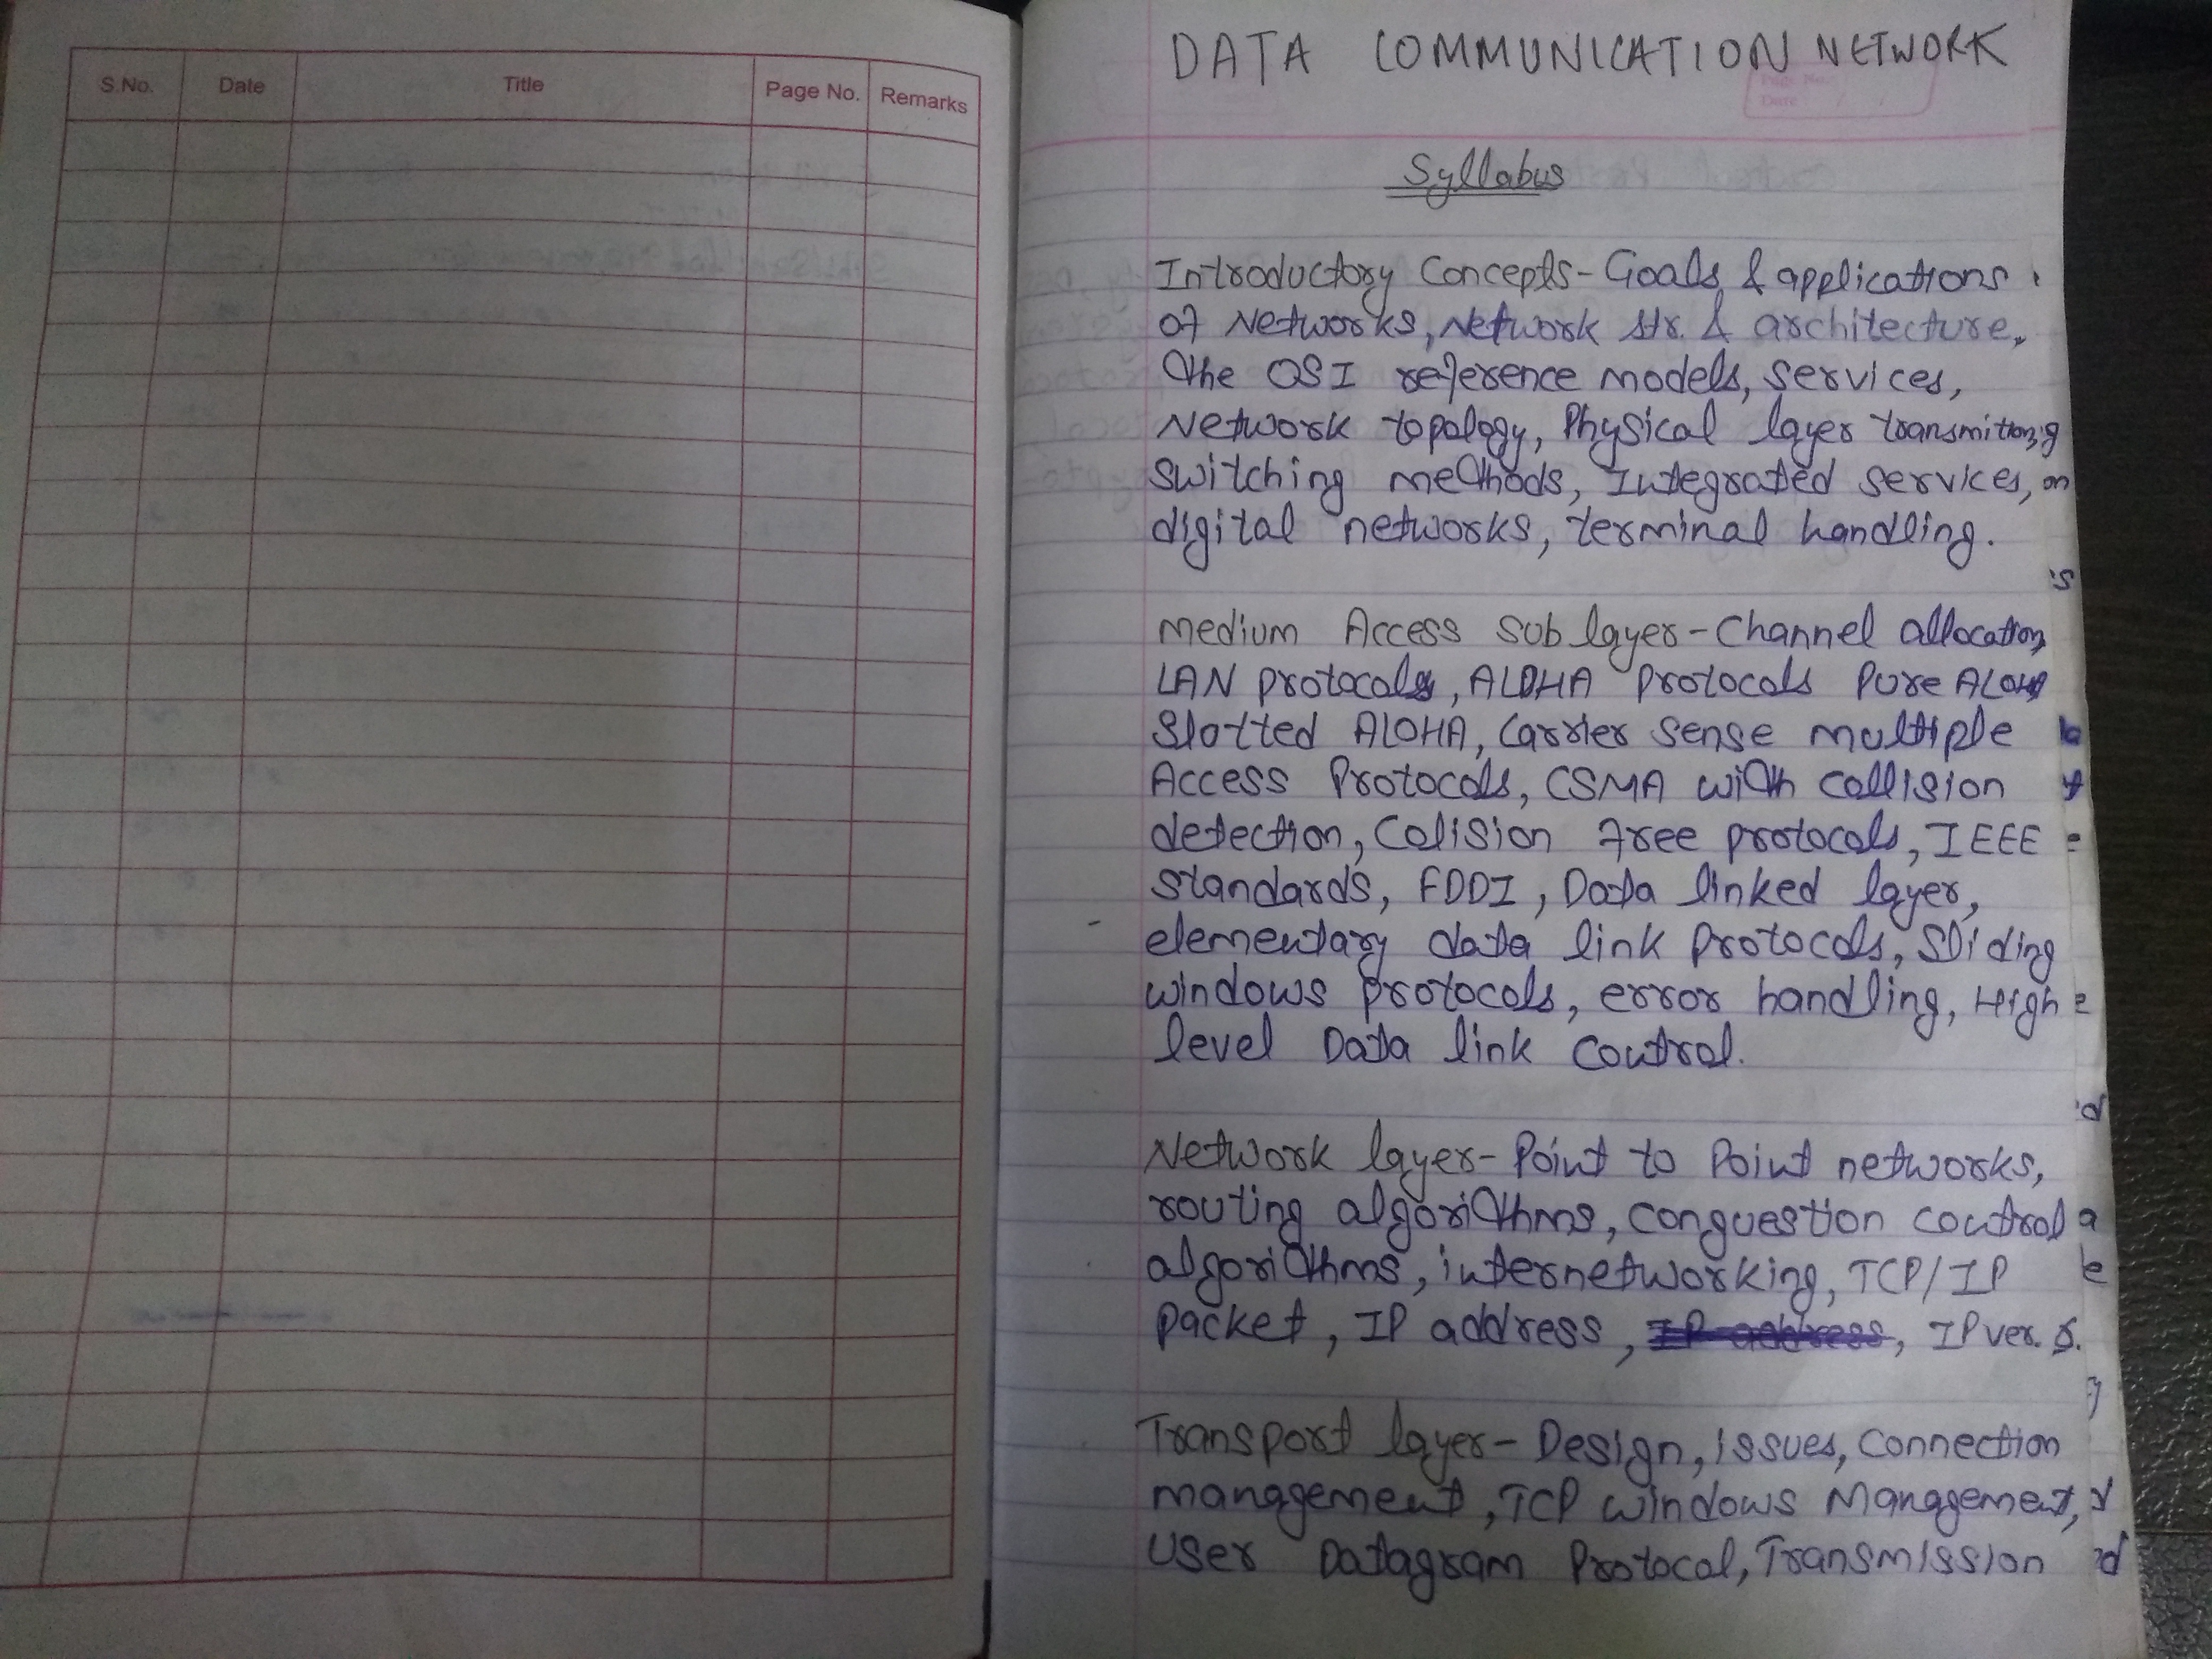 S.No. Date Title Page No. Remarks
DATA COMMUNICATION NETWORK
Page No.
Date
Syllabus
Introductory Concepts - Goals & applications
of Networks, Network str. & architecture,
the OSI reference models, services,
Network topology, Physical layer transmition,
switching methods, Integrated services,
digital networks, terminal handling.
Medium Access Sub layer - Channel allocation,
LAN protocols, ALOHA Protocols Pure ALOHA
Slotted ALOHA, Carrier Sense multiple
Access Protocols, CSMA with collision
detection, Colision free protocols, IEEE
standards, FDDI, Data linked layer,
elementary data link Protocols, Sliding
windows protocols, error handling, High
level Data link control.
Network layer - Point to Point networks,
routing algorithms, conguestion control
algorithms, internetworking, TCP/IP
Packet, IP address, IP address, IP ver.
Transport layer - Design, issues, Connection
management, TCP windows Management,
User Datagram Protocol, Transmission